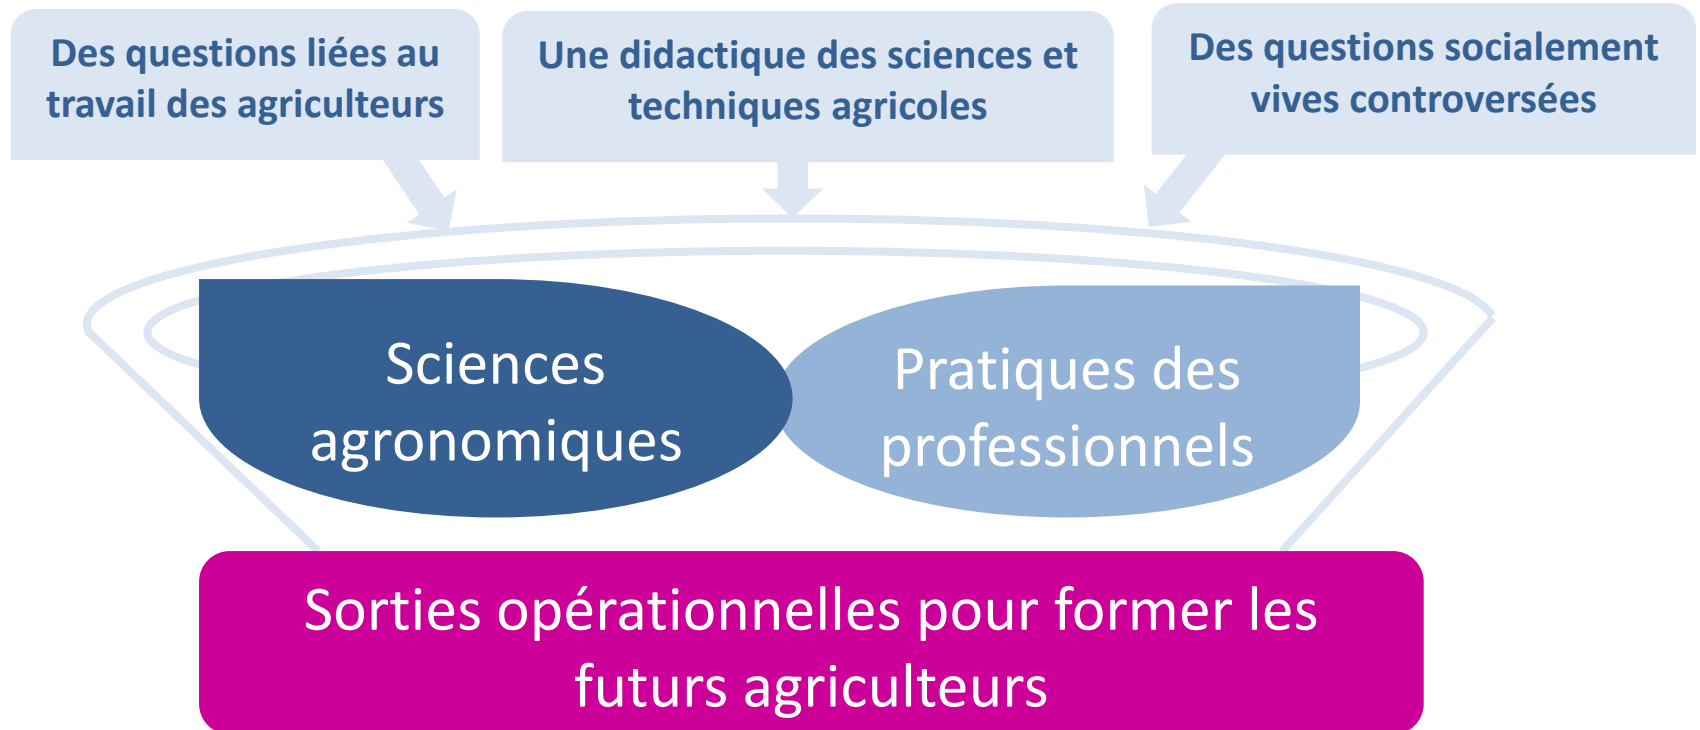 Des questions liées au
travail des agriculteurs
Une didactique des sciences et
techniques agricoles
Des questions socialement
vives controversées
Sciences
agronomiques
Pratiques des
professionnels
Sorties opérationnelles pour former les
futurs agriculteurs